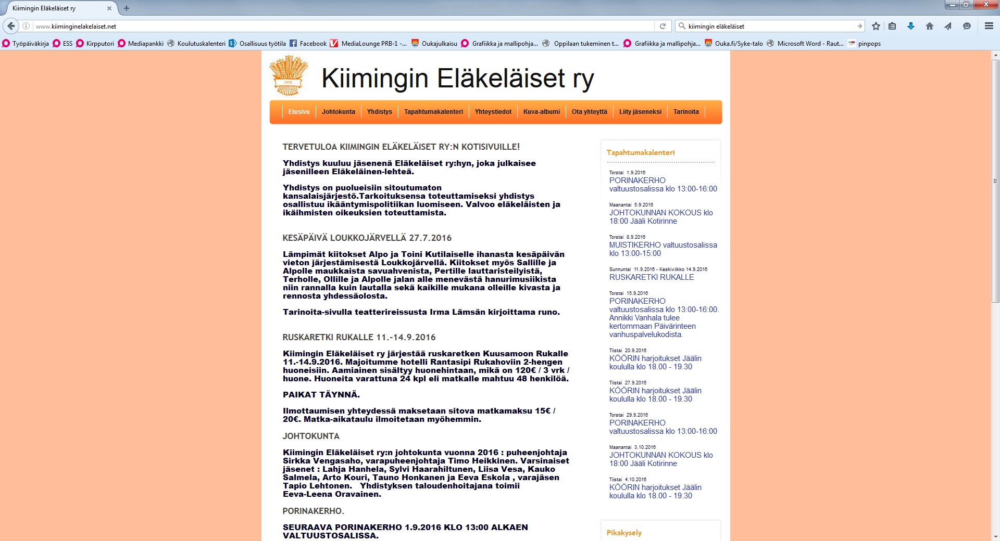 Kiimingin Eläkeläiset ry
www.kiiminginelakelaiset.net
kiimingin eläkeläiset
Työpäiväkirja ESS Kirpputori Mediapankki Koulutuskalenteri Osallisuus työtila Facebook MediaLounge PRB-1 -... Oukajulkaisu Grafiikka ja mallipohja... Oppilaan tukeminen t... Grafiikka ja mallipohja... Ouka.fi/Syke-talo Microsoft Word - Raut... pinpops
1939
Kiimingin Eläkeläiset ry
Etusivu Johtokunta Yhdistys Tapahtumakalenteri Yhteystiedot Kuva-albumi Ota yhteyttä Liity jäseneksi Tarinoita
TERVETULOA KIIMINGIN ELÄKELÄISET RY:N KOTISIVUILLE!
Yhdistys kuuluu jäsenenä Eläkeläiset ry:hyn, joka julkaisee
jäsenilleen Eläkeläinen-lehteä.
Yhdistys on puolueisiin sitoutumaton
kansalaisjärjestö.Tarkoituksensa toteuttamiseksi yhdistys
osallistuu ikääntymispolitiikan luomiseen. Valvoo eläkeläisten ja
ikäihmisten oikeuksien toteuttamista.
KESÄPÄIVÄ LOUKKOJÄRVELLÄ 27.7.2016
Lämpimät kiitokset Alpo ja Toini Kutilaiselle ihanasta kesäpäivän
vieton järjestämisestä Loukkojärvellä. Kiitokset myös Sallille ja
Alpolle maukkaista savuahvenista, Pertille lauttaristeilyistä,
Terholle, Ollille ja Alpolle jalan alle menevästä hanurimusiikista
niin rannalla kuin lautalla sekä kaikille mukana olleille kivasta ja
rennosta yhdessäolosta.
Tarinoita-sivulla teatterireissusta Irma Lämsän kirjoittama runo.
RUSKARETKI RUKALLE 11.-14.9.2016
Kiimingin Eläkeläiset ry järjestää ruskaretken Kuusamoon Rukalle
11.-14.9.2016. Majoitumme hotelli Rantasipi Rukahoviin 2-hengen
huoneisiin. Aamiainen sisältyy huonehintaan, mikä on 120€ / 3 vrk /
huone. Huoneita varattuna 24 kpl eli matkalle mahtuu 48 henkilöä.
PAIKAT TÄYNNÄ.
Ilmottaumisen yhteydessä maksetaan sitova matkamaksu 15€ /
20€. Matka-aikataulu ilmoitetaan myöhemmin.
JOHTOKUNTA
Kiimingin Eläkeläiset ry:n johtokunta vuonna 2016 : puheenjohtaja
Sirkka Vengasaho, varapuheenjohtaja Timo Heikkinen. Varsinaiset
jäsenet : Lahja Hanhela, Sylvi Haarahiltunen, Liisa Vesa, Kauko
Salmela, Arto Kouri, Tauno Honkanen ja Eeva Eskola , varajäsen
Tapio Lehtonen. Yhdistyksen taloudenhoitajana toimii
Eeva-Leena Oravainen.
PORINAKERHO.
SEURAAVA PORINAKERHO 1.9.2016 KLO 13:00 ALKAEN
VALTUUSTOSALISSA.
Tapahtumakalenteri
Torstai 1.9.2016
PORINAKERHO
valtuustosalissa klo 13:00-16:00
Maanantai 5.9.2016
JOHTOKUNNAN KOKOUS klo
18:00 Jääli Kotirinne
Torstai 8.9.2016
MUISTIKERHO valtuustosalissa
klo 13:00-15:00
Sunnuntai 11.9.2016 - Keskiviikko 14.9.2016
RUSKARETKI RUKALLE
Torstai 15.9.2016
PORINAKERHO
valtuustosalissa klo 13:00-16:00.
Annikki Vanhala tulee
kertommaan Päivärinteen
vanhuspalvelukodista.
Tiistai 20.9.2016
KÖÖRIN harjoitukset Jäälin
koululla klo 18.00 - 19.30
Tiistai 27.9.2016
KÖÖRIN harjoitukset Jäälin
koululla klo 18.00 - 19.30
Torstai 29.9.2016
PORINAKERHO
valtuustosalissa klo 13:00-16:00
Maanantai 3.10.2016
JOHTOKUNNAN KOKOUS klo
18:00 Jääli Kotirinne
Tiistai 4.10.2016
KÖÖRIN harjoitukset Jäälin
koululla klo 18.00 - 19.30
Pikakysely